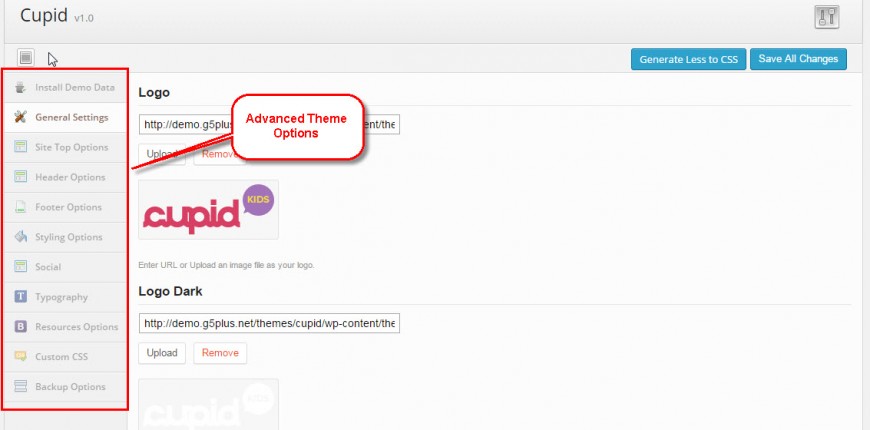 Cupid v1.0
Generate Less to CSS
Save All Changes
Install Demo Data
General Settings
Site Top Options
Header Options
Footer Options
Styling Options
Social
Typography
Resources Options
Custom CSS
Backup Options
Advanced Theme
Options
Logo
http://demo.g5plus
ent/the
Upload
Remove
cupid KIDS
Enter URL or Upload an image file as your logo.
Logo Dark
http://demo.g5plus.net/themes/cupid/wp-content/the
Upload
Remove
cupid KIDS